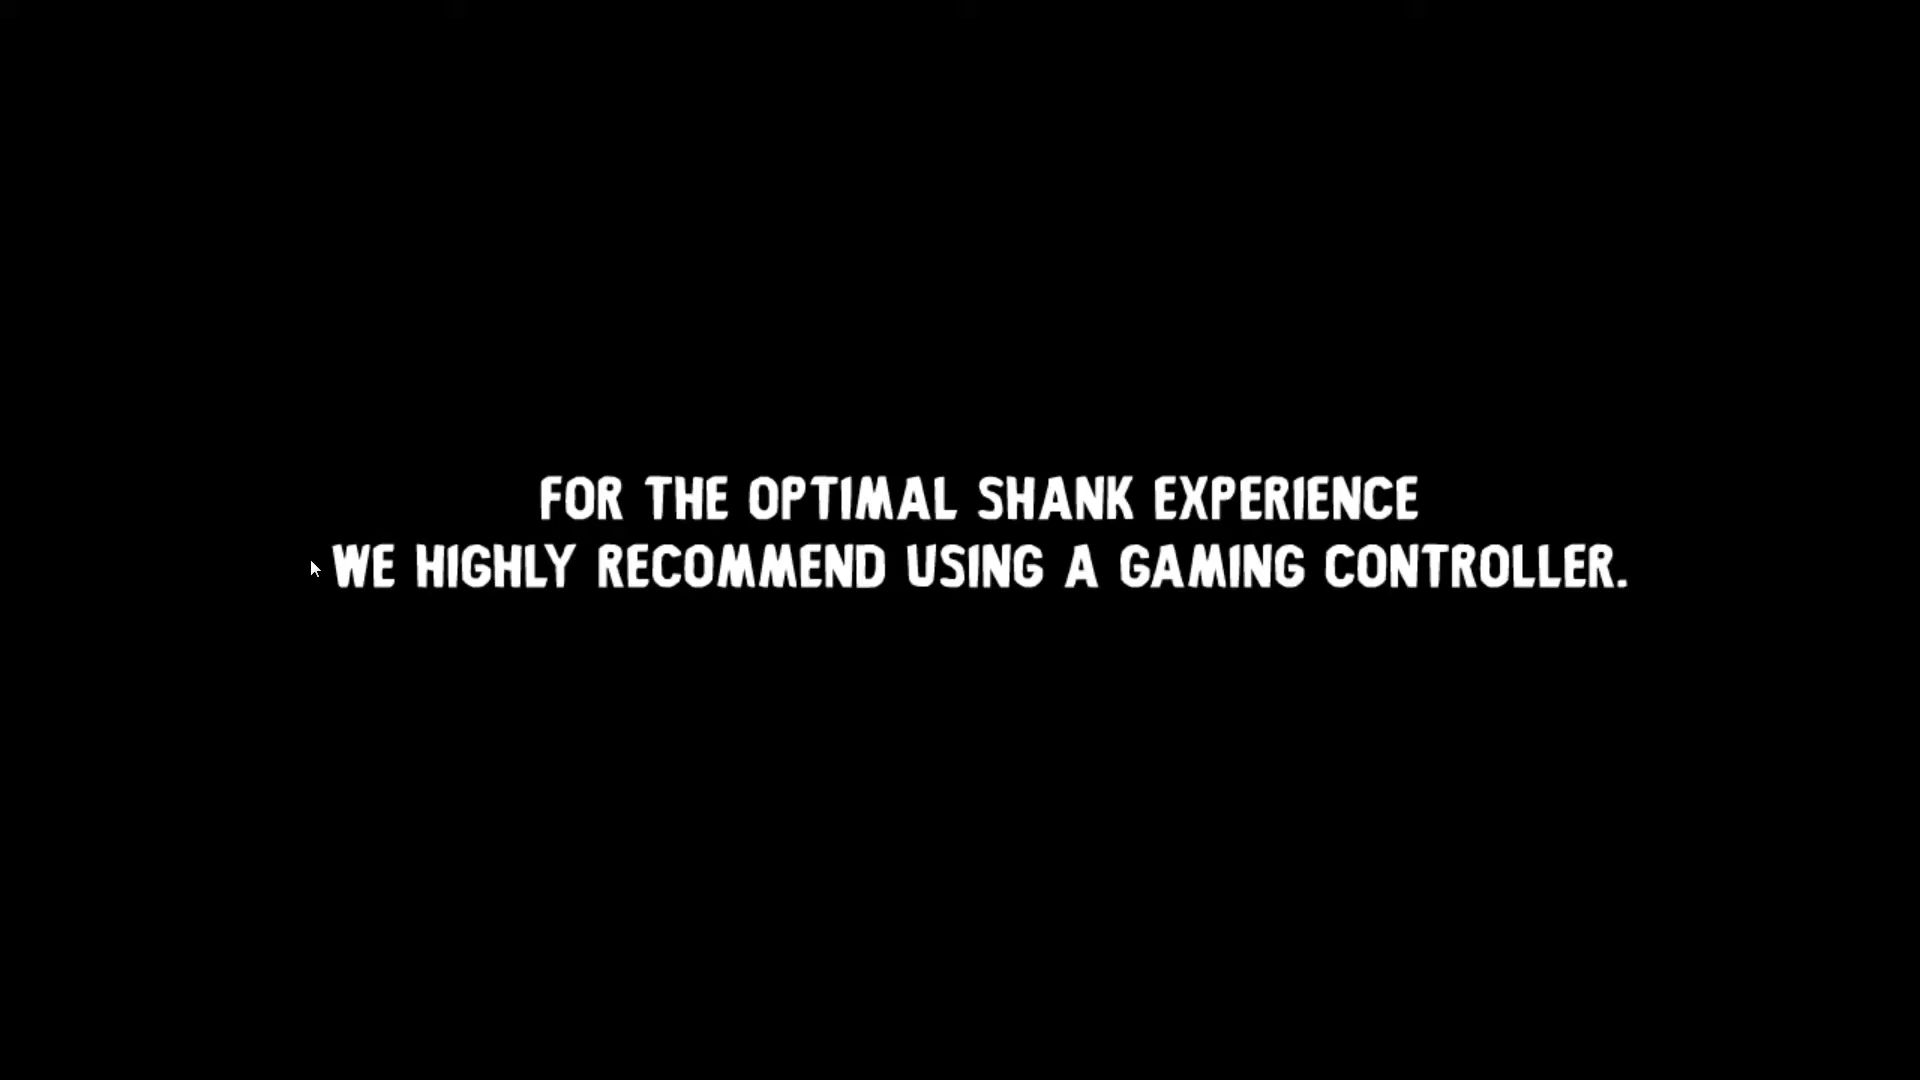 FOR THE OPTIMAL SHANK EXPERIENCE
WE HIGHLY RECOMMEND USING A GAMING CONTROLLER.